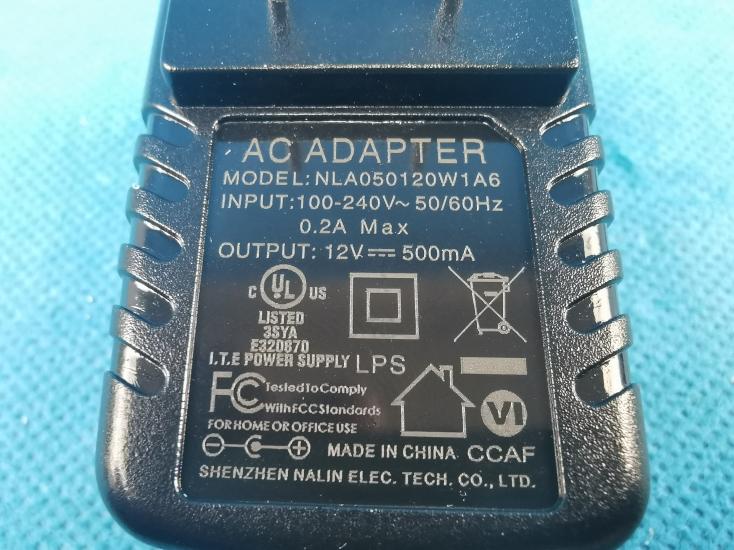 AC ADAPTER
MODEL: NLA050120W1A6
INPUT:100-240V~ 50/60Hz
0.2A Max
OUTPUT: 12V⎓500mA
C UL US
LISTED
3SYA
E320870
I.T.E POWER SUPPLY LPS
FC Tested To Comply
With FCC Standards
FOR HOME OR OFFICE USE
VI
MADE IN CHINA CCAF
SHENZHEN NALIN ELEC. TECH. CO., LTD.